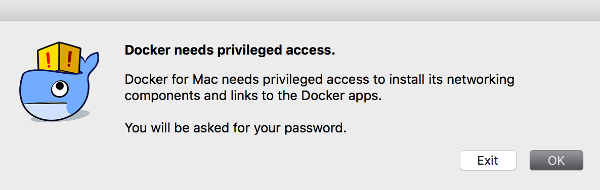 Docker needs privileged access.
Docker for Mac needs privileged access to install its networking
components and links to the Docker apps.
You will be asked for your password.
! !
Exit OK